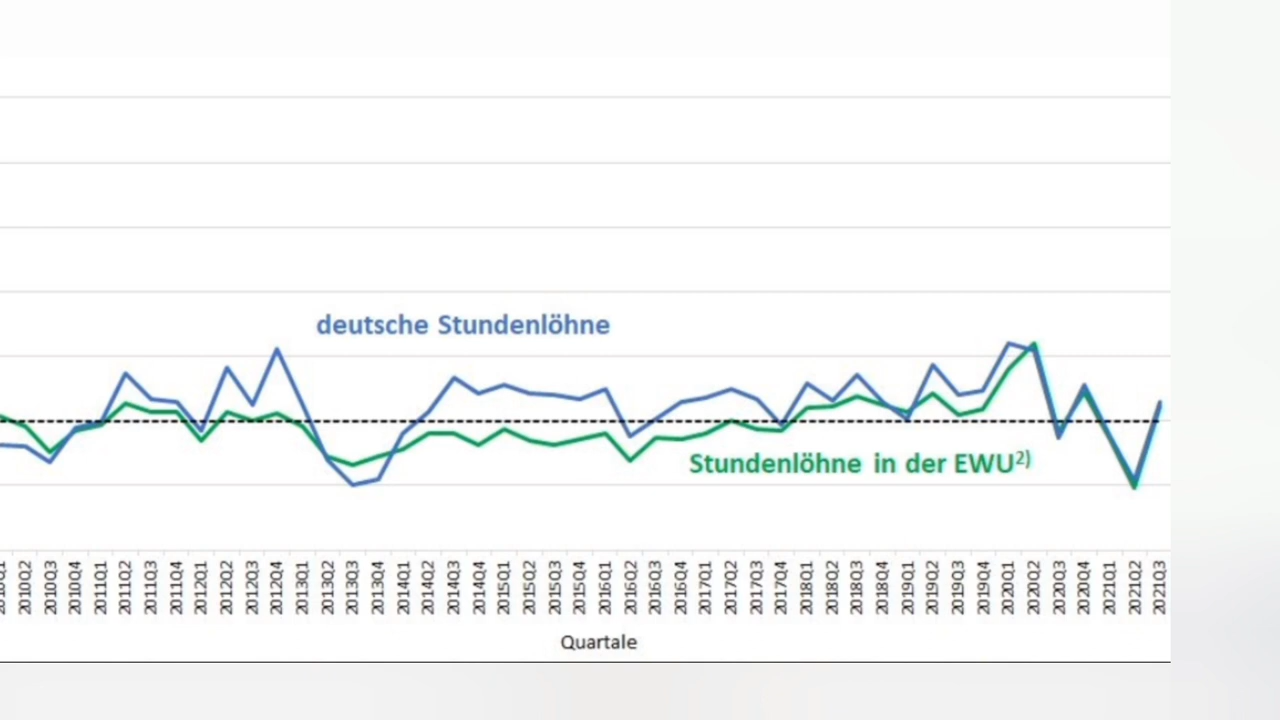 deutsche Stundenlöhne
Stundenlöhne in der EWU2)
2010Q2
2010Q3
2010Q4
2011Q1
2011Q2
2011Q3
2011Q4
2012Q1
2012Q2
2012Q3
2012Q4
2013Q1
2013Q2
2013Q3
2013Q4
2014Q1
2014Q2
2014Q3
2014Q4
2015Q1
2015Q2
2015Q3
2015Q4
2016Q1
2016Q2
2016Q3
2016Q4
2017Q1
2017Q2
2017Q3
2017Q4
2018Q1
2018Q2
2018Q3
2018Q4
2019Q1
2019Q2
2019Q3
2019Q4
2020Q1
2020Q2
2020Q3
2020Q4
2021Q1
2021Q2
2021Q3
Quartale